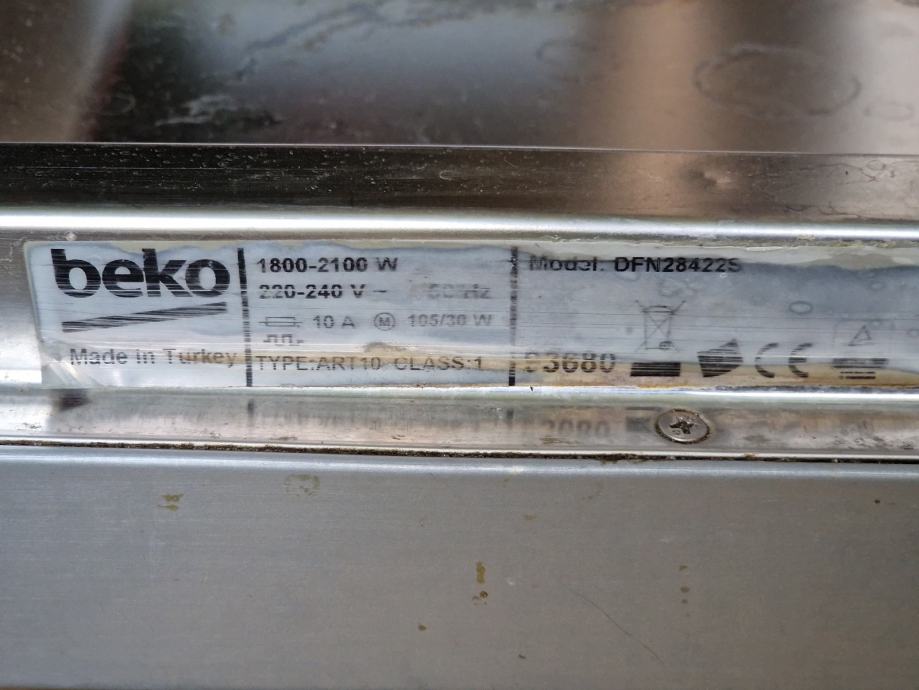 beko
Made in Turkey
1800-2100 W
220-240 V ~ Hz
10 A M 105/30 W
TYPE:ART10 CLASS:1
Model: DFN28422S
3680
CE